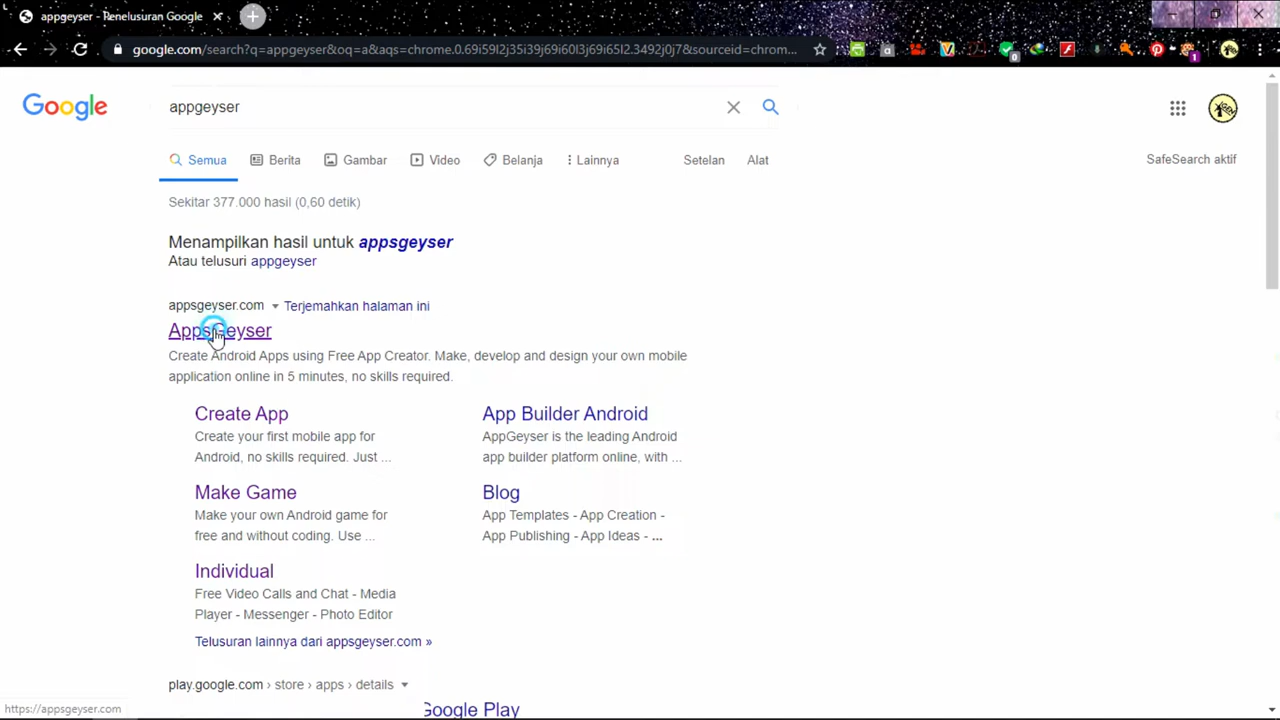 appgeyser - Penelusuran Google
google.com/search?q=appgeyser&oq=a&aqs=chrome.0.69i59l2j35i39j69i60l3j69i65l2.3492j0j7&sourceid=chrom...
0
1
Google
appgeyser
Semua
Berita
Gambar
Video
Belanja
Lainnya
Setelan
Alat
SafeSearch aktif
Sekitar 377.000 hasil (0,60 detik)
Menampilkan hasil untuk appsgeyser
Atau telusuri appgeyser
appsgeyser.com
Terjemahkan halaman ini
AppsGeyser
Create Android Apps using Free App Creator. Make, develop and design your own mobile
application online in 5 minutes, no skills required.
Create App
Create your first mobile app for
Android, no skills required. Just ...
App Builder Android
AppGeyser is the leading Android
app builder platform online, with ...
Make Game
Make your own Android game for
free and without coding. Use ...
Blog
App Templates - App Creation -
App Publishing - App Ideas - ...
Individual
Free Video Calls and Chat - Media
Player - Messenger - Photo Editor
Telusuran lainnya dari appsgeyser.com »
play.google.com › store › apps › details
Google Play
https://appsgeyser.com